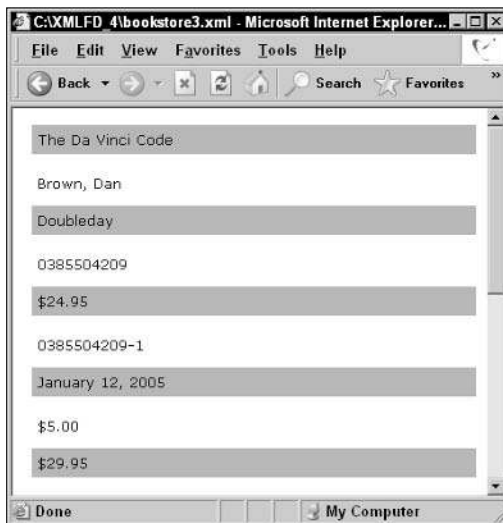 C:\XMLFD_4\bookstore3.xml - Microsoft Internet Explorer...
File Edit View Favorites Tools Help
Back Search Favorites »
The Da Vinci Code
Brown, Dan
Doubleday
0385504209
$24.95
0385504209-1
January 12, 2005
$5.00
$29.95
Done My Computer